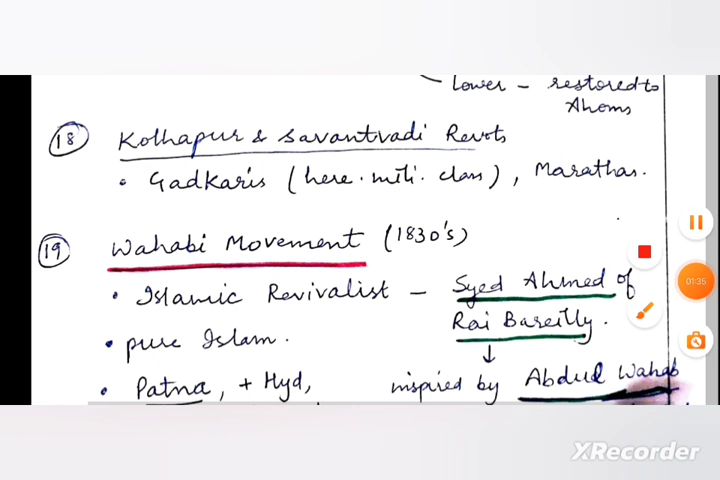 Lower - restored to
Ahoms
18 Kolhapur & Savantvadi Revots
• Gadkaris (here. mili. class), Marathas.
19 Wahabi Movement (1830's)
• Islamic Revivalist - Syed Ahmed of
Rai Bareilly.
• pure Islam.
• Patna, + Hyd, inspired by Abdul Wahab
01:35
XRecorder